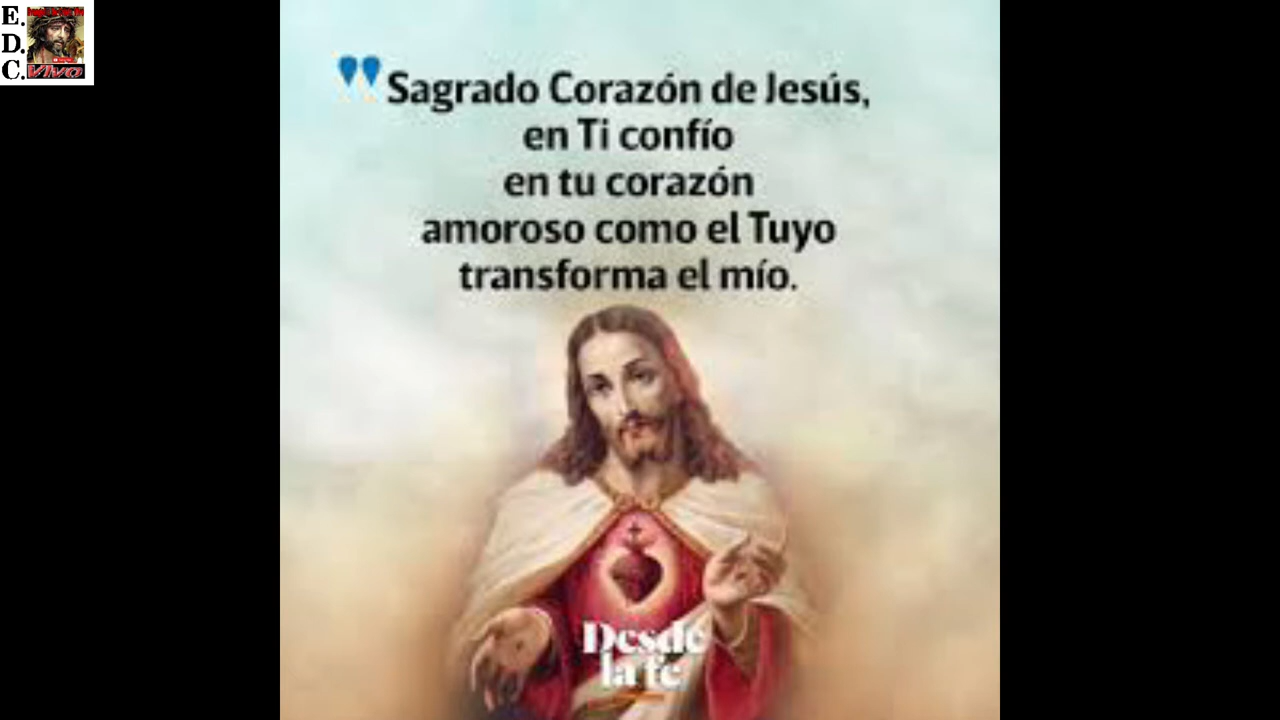 E.
D.
C. Vivo
Sagrado Corazón de Jesús,
en Ti confío
en tu corazón
amoroso como el Tuyo
transforma el mío.
Desde
la fe